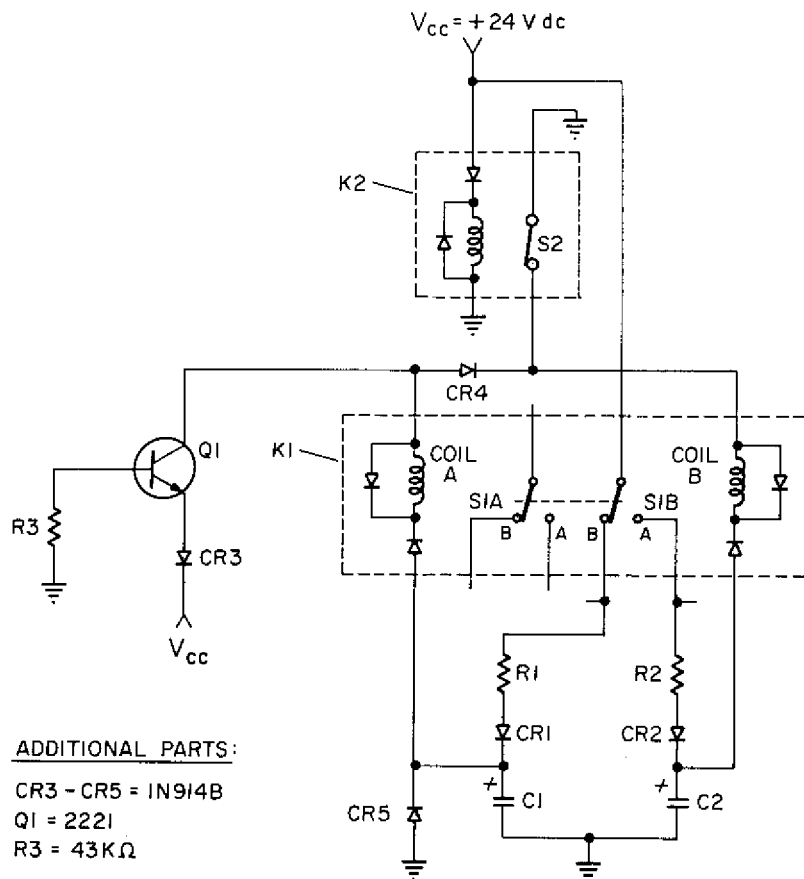 Vcc = + 24 V dc
K2
S2
CR4
Q1
K1
COIL
A
COIL
B
S1A
S1B
B
A
B
A
R3
CR3
Vcc
R1
R2
CR1
CR2
+
C1
+
C2
CR5
ADDITIONAL PARTS:
CR3 - CR5 = 1N914B
Q1 = 2221
R3 = 43KΩ